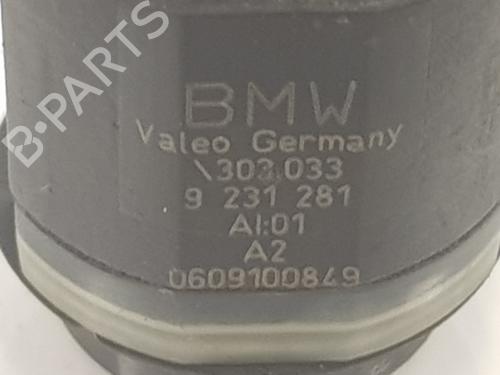 B-PARTS
BMW
Valeo Germany
\303.033
9 231 281
AI:01
A2
0609100849